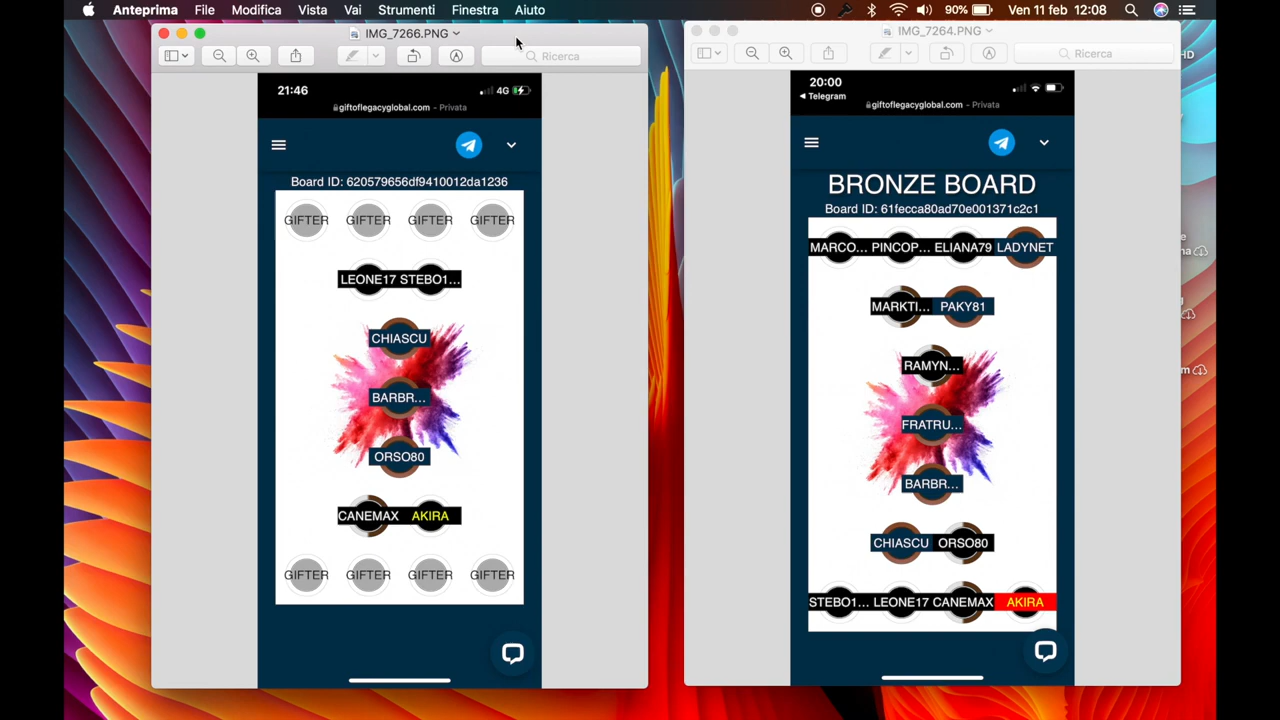 Anteprima File Modifica Vista Vai Strumenti Finestra Aiuto 90% Ven 11 feb 12:08
IMG_7266.PNG
Ricerca
21:46 4G
giftoflegacyglobal.com - Privata
Board ID: 620579656df9410012da1236
GIFTER GIFTER GIFTER GIFTER
LEONE17 STEBO1...
CHIASCU
BARBR...
ORSO80
CANEMAX AKIRA
GIFTER GIFTER GIFTER GIFTER
IMG_7264.PNG
Ricerca
20:00
Telegram
giftoflegacyglobal.com - Privata
BRONZE BOARD
Board ID: 61fecca80ad70e001371c2c1
MARCO... PINCOP... ELIANA79 LADYNET
MARKTI... PAKY81
RAMYN...
FRATRU...
BARBR...
CHIASCU ORSO80
STEBO1... LEONE17 CANEMAX AKIRA
HD